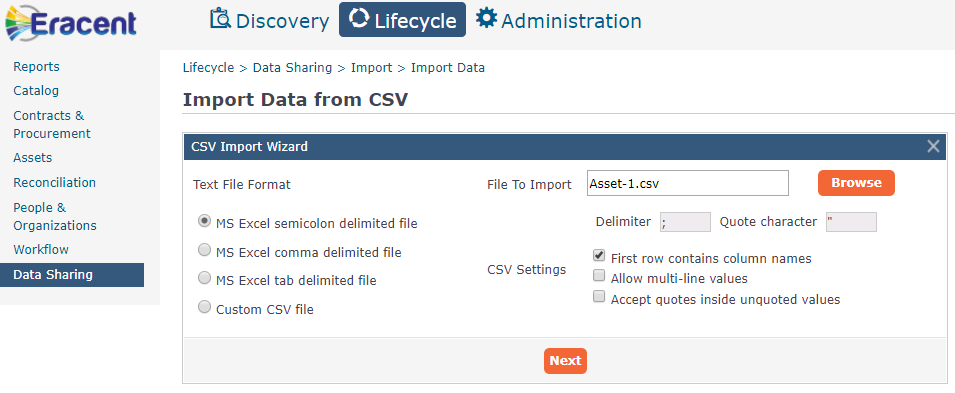 Eracent
Discovery
Lifecycle
Administration
Reports
Catalog
Contracts &
Procurement
Assets
Reconciliation
People &
Organizations
Workflow
Data Sharing
Lifecycle > Data Sharing > Import > Import Data
Import Data from CSV
CSV Import Wizard
Text File Format
File To Import Asset-1.csv Browse
MS Excel semicolon delimited file
MS Excel comma delimited file
MS Excel tab delimited file
Custom CSV file
Delimiter ; Quote character "
CSV Settings
First row contains column names
Allow multi-line values
Accept quotes inside unquoted values
Next